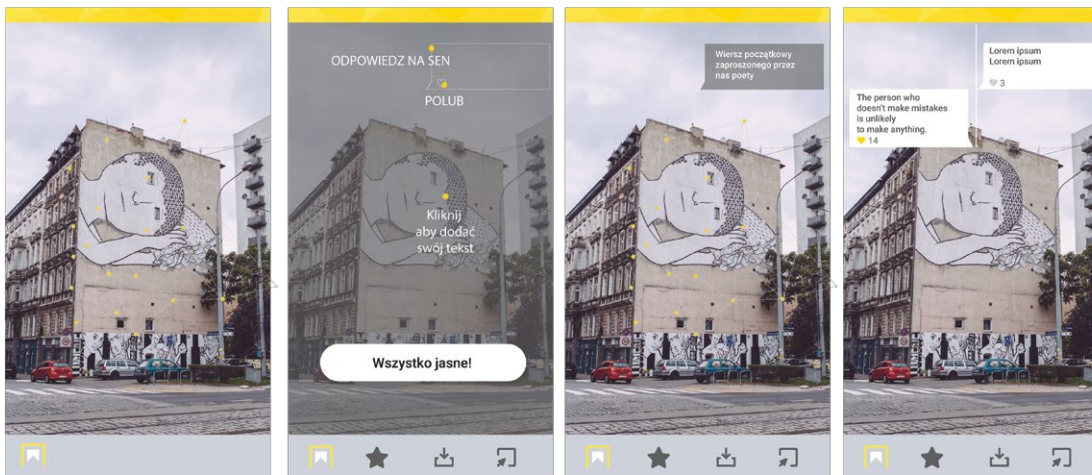 ODPOWIEDZ NA SEN
POLUB
Kliknij
aby dodać
swój tekst
Wszystko jasne!
Wiersz początkowy
zaproszonego przez
nas poety
Lorem ipsum
Lorem ipsum
3
The person who
doesn't make mistakes
is unlikely
to make anything.
14